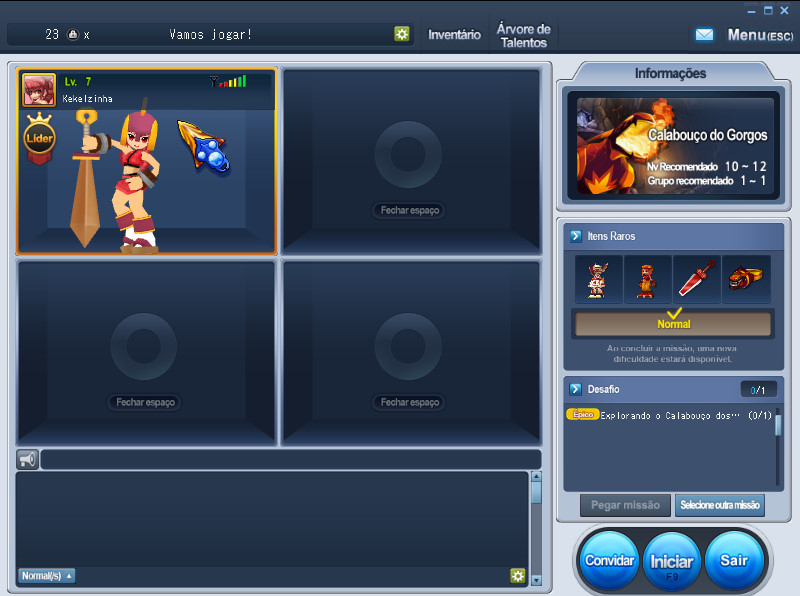 23 x Vamos jogar!
Inventário
Árvore de
Talentos
Menu(ESC)
Lv. 7
Kekelzinha
Líder
Fechar espaço
Fechar espaço
Fechar espaço
Normal(/s)
Informações
Calabouço do Gorgos
Nv Recomendado 10 ~ 12
Grupo recomendado 1 ~ 1
Itens Raros
Normal
Ao concluir a missão, uma nova
dificuldade estará disponível.
Desafio 0/1
Épico Explorando o Calabouço dos··· (0/1)
Pegar missão
Selecione outra missão
Convidar
Iniciar
F9
Sair